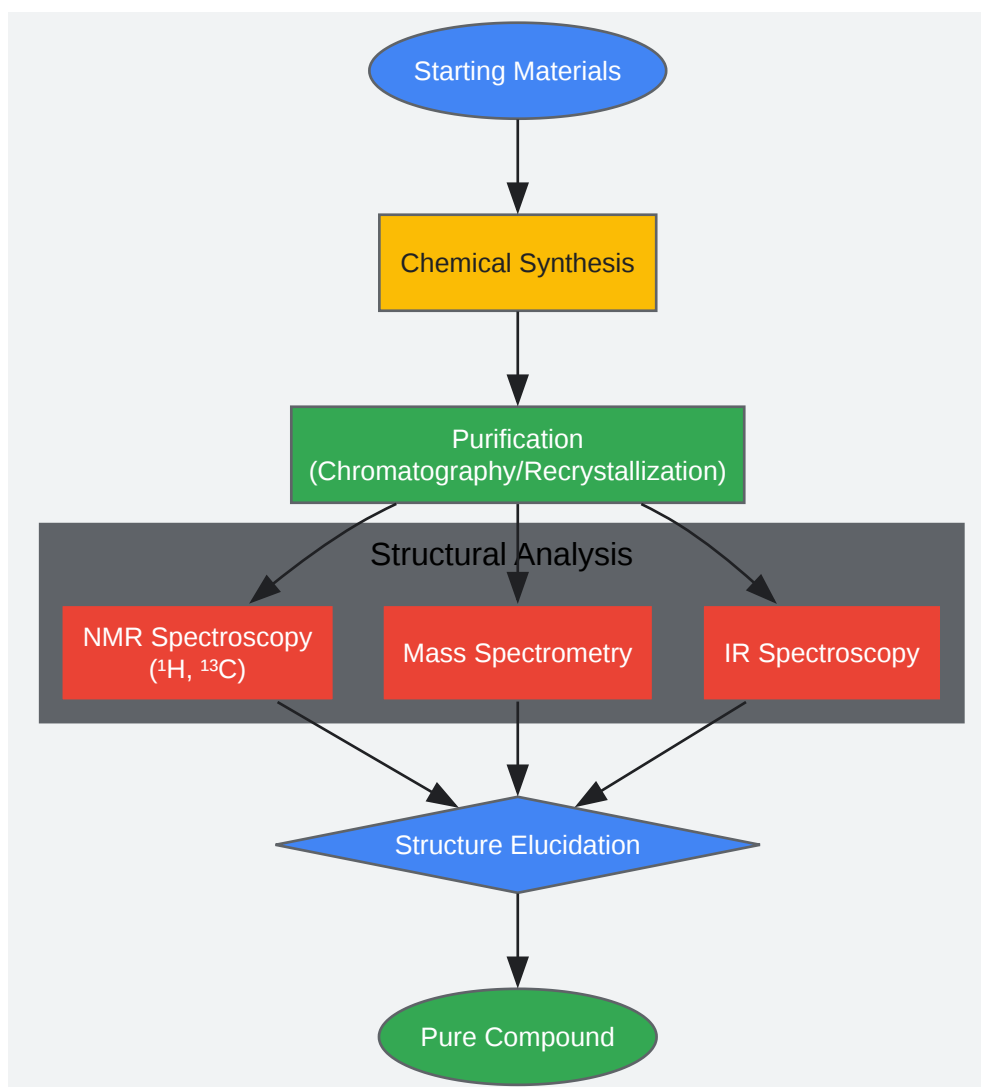 Starting Materials
Chemical Synthesis
Purification
(Chromatography/Recrystallization)
Structural Analysis
NMR Spectroscopy
(¹H, ¹³C)
Mass Spectrometry
IR Spectroscopy
Structure Elucidation
Pure Compound